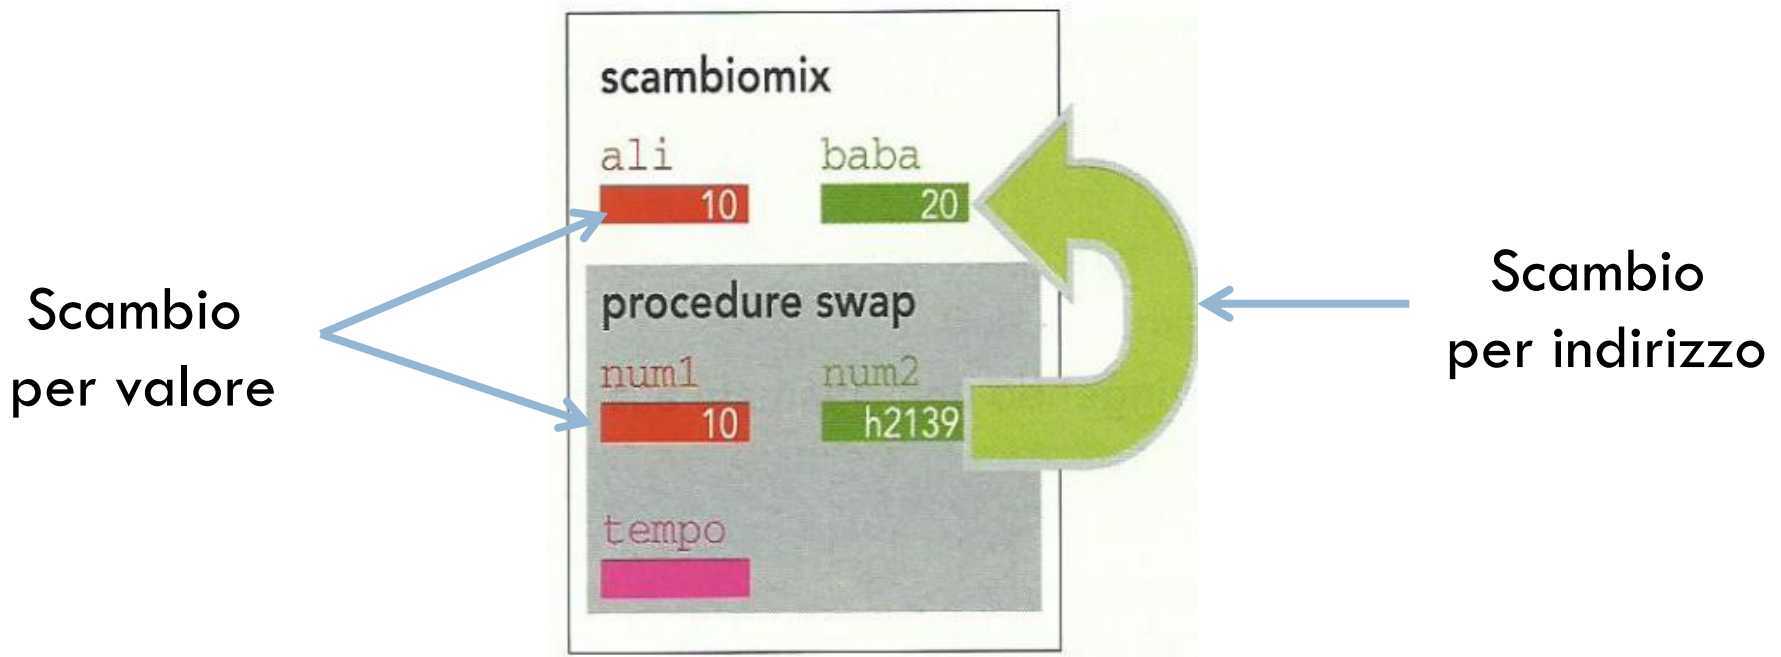 scambiomix
ali baba
10 20
procedure swap
num1 num2
10 h2139
tempo
Scambio
per valore
Scambio
per indirizzo